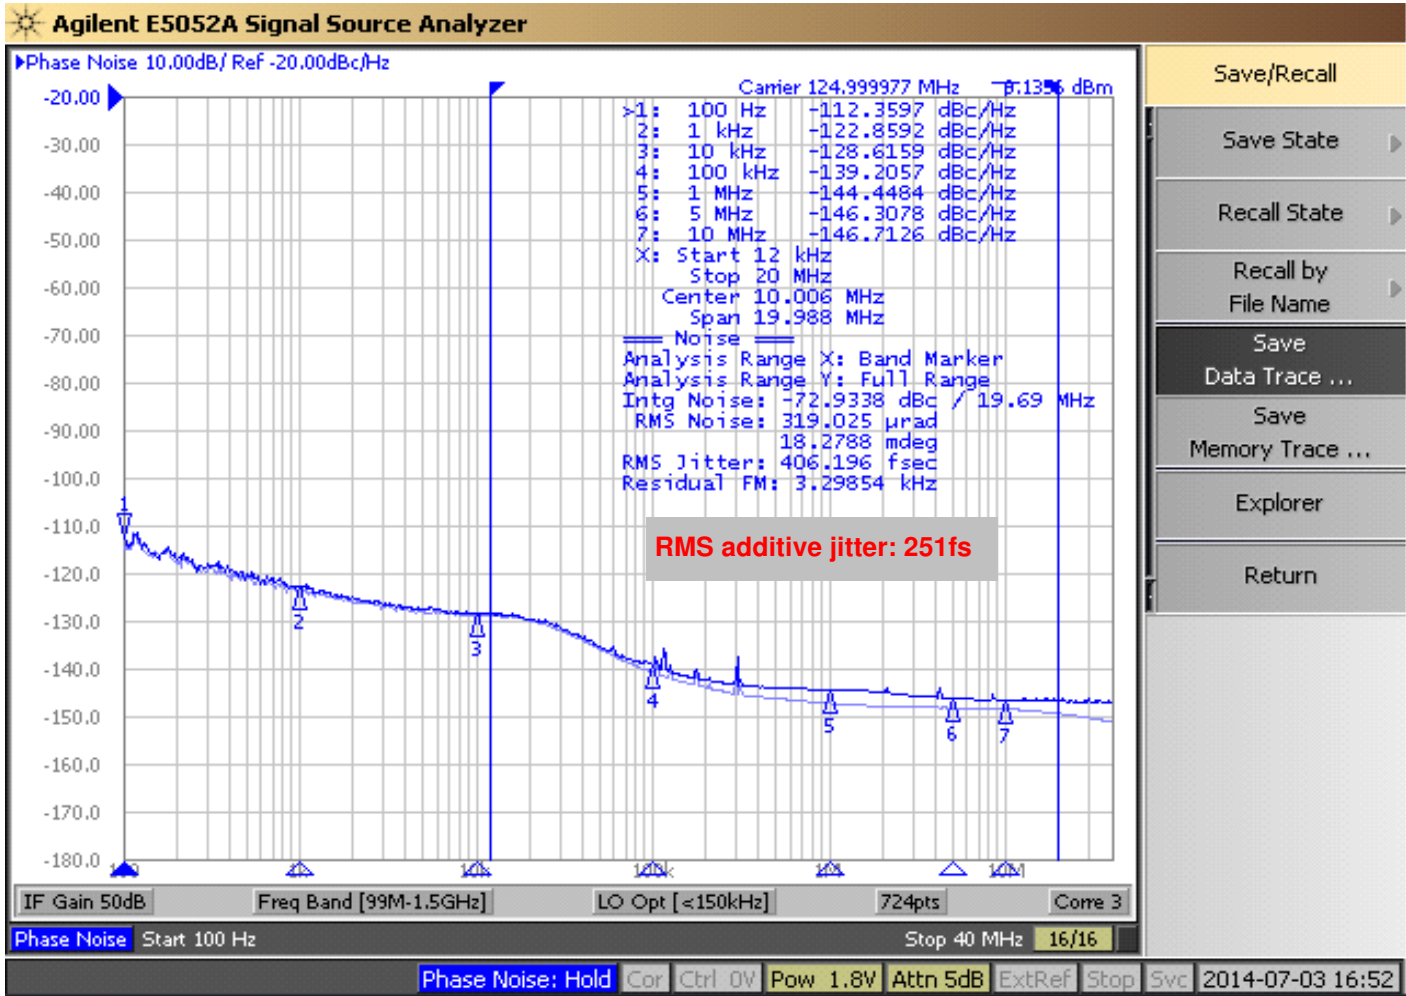 Agilent E5052A Signal Source Analyzer
Phase Noise 10.00dB/ Ref -20.00dBc/Hz
Carrier 124.999977 MHz dBm
-20.00
-30.00
-40.00
-50.00
-60.00
-70.00
-80.00
-90.00
-100.0
-110.0
-120.0
-130.0
-140.0
-150.0
-160.0
-170.0
-180.0
>1: 100 Hz -112.3597 dBc/Hz
2: 1 kHz -122.8592 dBc/Hz
3: 10 kHz -128.6159 dBc/Hz
4: 100 kHz -139.2057 dBc/Hz
5: 1 MHz -144.4484 dBc/Hz
6: 5 MHz -146.3078 dBc/Hz
7: 10 MHz -146.7126 dBc/Hz
X: Start 12 kHz
Stop 20 MHz
Center 10.006 MHz
Span 19.988 MHz
=== Noise ===
Analysis Range X: Band Marker
Analysis Range Y: Full Range
Intg Noise: -72.9338 dBc / 19.69 MHz
RMS Noise: 319.025 µrad
18.2788 mdeg
RMS Jitter: 406.196 fsec
Residual FM: 3.29854 kHz
RMS additive jitter: 251fs
1
2
3
4
5
6
7
IF Gain 50dB
Freq Band [99M-1.5GHz]
LO Opt [<150kHz]
724pts
Corre 3
Phase Noise Start 100 Hz
Stop 40 MHz 16/16
Phase Noise: Hold Cor Ctrl 0V Pow 1.8V Attn 5dB ExtRef Stop Svc 2014-07-03 16:52
Save/Recall
Save State
Recall State
Recall by
File Name
Save
Data Trace ...
Save
Memory Trace ...
Explorer
Return